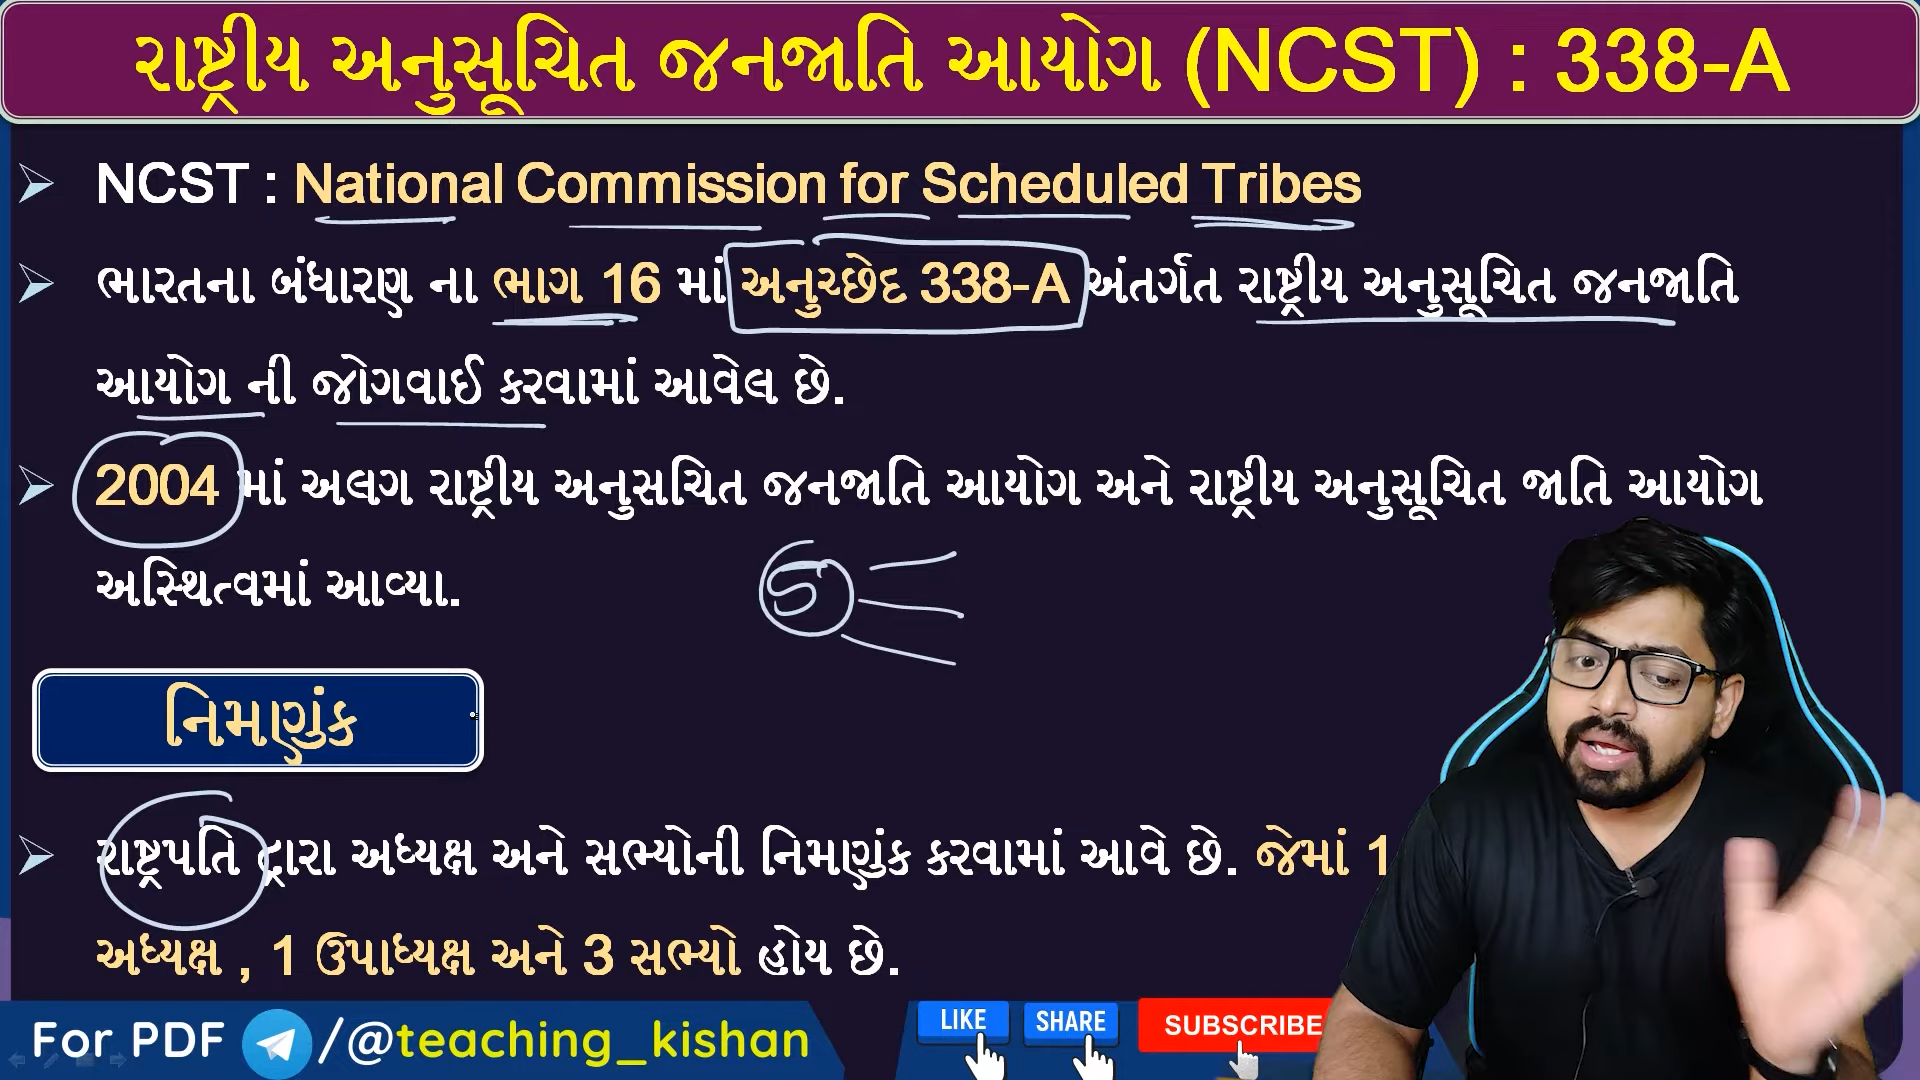 રાષ્ટ્રીય અનુસૂચિત જનજાતિ આયોગ (NCST) : 338-A
NCST : National Commission for Scheduled Tribes
ભારતના બંધારણ ના ભાગ 16 માં અનુચ્છેદ 338-A અંતર્ગત રાષ્ટ્રીય અનુસૂચિત જનજાતિ
આયોગ ની જોગવાઈ કરવામાં આવેલ છે.
2004 માં અલગ રાષ્ટ્રીય અનુસચિત જનજાતિ આયોગ અને રાષ્ટ્રીય અનુસૂચિત જાતિ આયોગ
અસ્થિત્વમાં આવ્યા.
5
નિમણુંક
રાષ્ટ્રપતિ દ્વારા અધ્યક્ષ અને સભ્યોની નિમણુંક કરવામાં આવે છે. જેમાં 1
અધ્યક્ષ , 1 ઉપાધ્યક્ષ અને 3 સભ્યો હોય છે.
For PDF /@teaching_kishan LIKE SHARE SUBSCRIBE